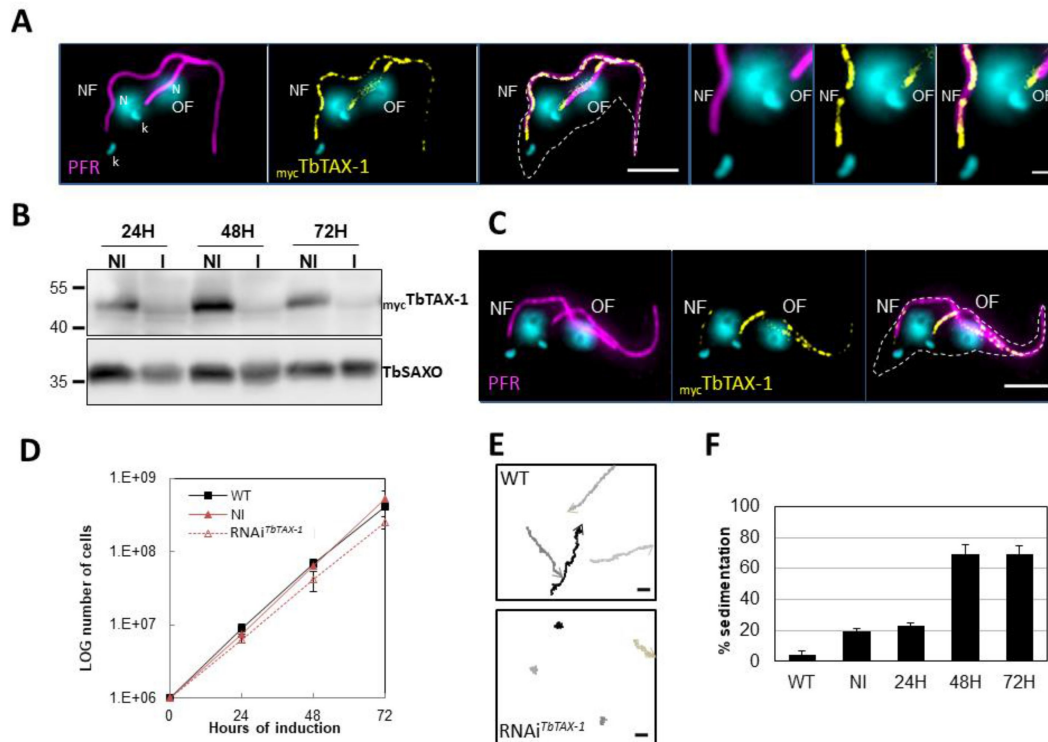 A
NF
N
N
OF
k
k
PFR
mycTbTAX-1
OF
OF
NF
OF
NF
OF
NF
OF
B
24H 48H 72H
NI I NI I NI I
55
40
mycTbTAX-1
35
TbSAXO
C
NF
OF
PFR
NF
OF
mycTbTAX-1
NF
OF
D
1.E+09
1.E+08
1.E+07
1.E+06
LOG number of cells
WT
NI
RNAiTbTAX-1
0 24 48 72
Hours of induction
E
WT
RNAiTbTAX-1
F
100
80
60
40
20
0
% sedimentation
WT NI 24H 48H 72H